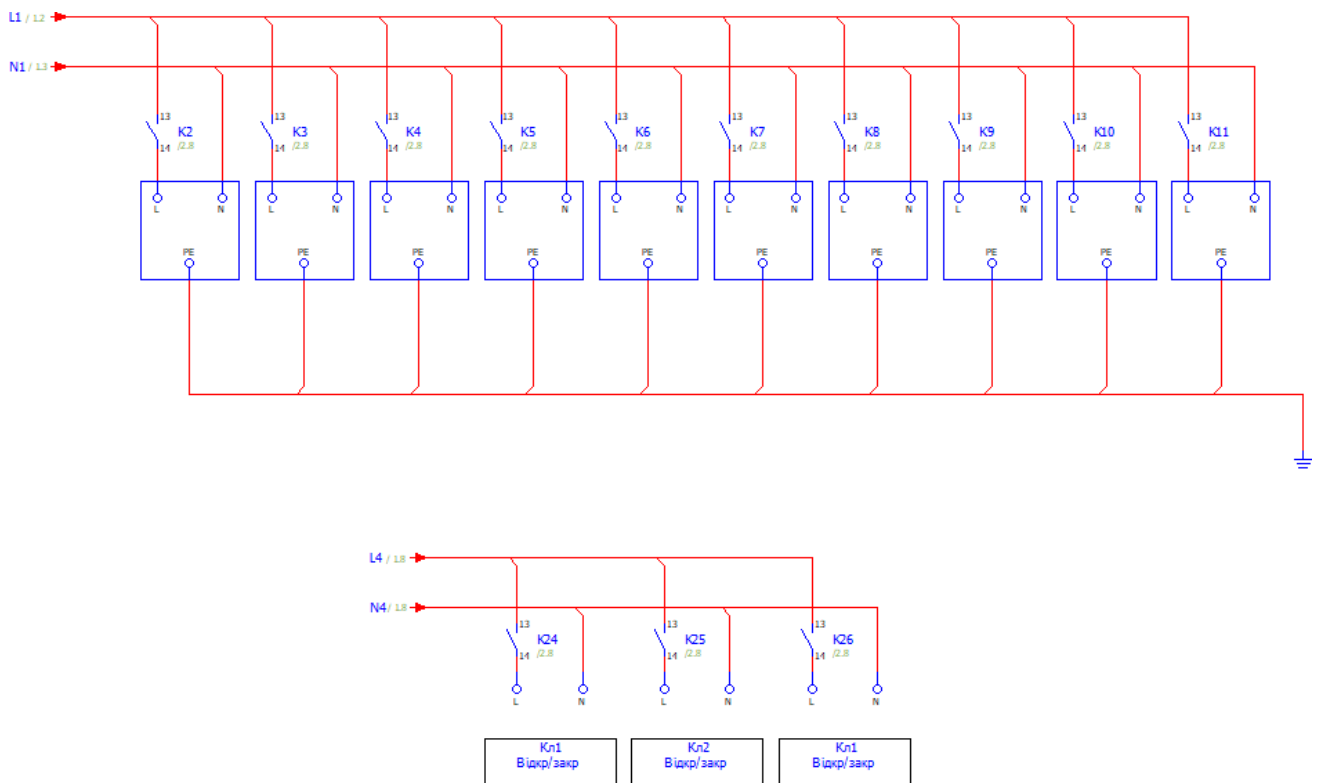 L1 / 1.2
N1 / 1.3
13 13 13 13 13 13 13 13 13 13
K2 K3 K4 K5 K6 K7 K8 K9 K10 K11
14 /2.8 14 /2.8 14 /2.8 14 /2.8 14 /2.8 14 /2.8 14 /2.8 14 /2.8 14 /2.8 14 /2.8
L N L N L N L N L N L N L N L N L N L N
PE PE PE PE PE PE PE PE PE PE
L4 / 1.8
N4 / 1.8
13 13 13
K24 K25 K26
14 /2.8 14 /2.8 14 /2.8
L N L N L N
Кл1 Кл2 Кл1
Відкр/закр Відкр/закр Відкр/закр